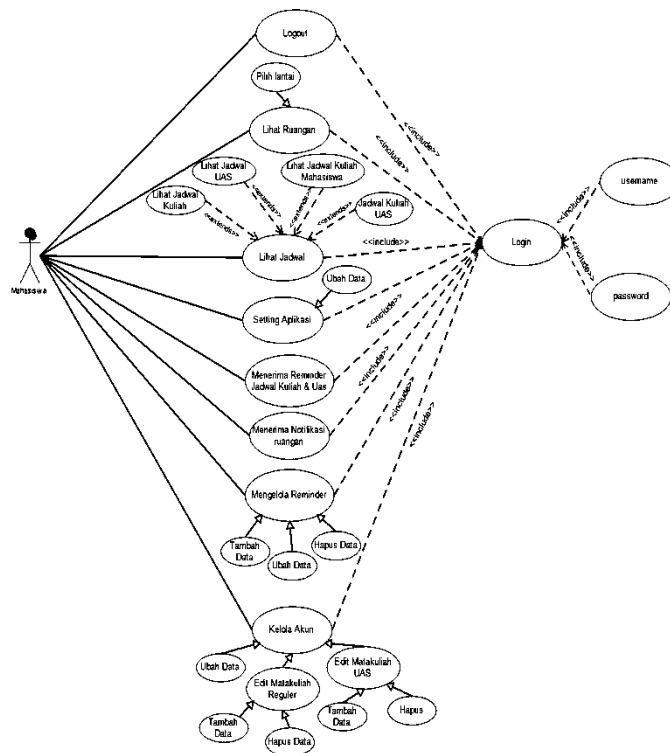 Logout
Pilih lantai
Lihat Ruangan
Lihat Jadwal
UAS
Lihat Jadwal Kuliah
Mahasiswa
Lihat Jadwal
Kuliah
Jadwal Kuliah
UAS
Lihat Jadwal
Ubah Data
Setting Aplikasi
Menerima Reminder
Jadwal Kuliah & Uas
Menerima Notifikasi
ruangan
Mengelola Reminder
Tambah
Data
Ubah Data
Hapus Data
Kelola Akun
Ubah Data
Edit Matakuliah
Reguler
Edit Matakuliah
UAS
Tambah
Data
Hapus Data
Tambah
Data
Hapus
Mahasiswa
Login
username
password
<<extends>>
<<extends>>
<<extends>>
<<extends>>
<<include>>
<<include>>
<<include>>
<<include>>
<<include>>
<<include>>
<<include>>
<<include>>
<<include>>
<<include>>